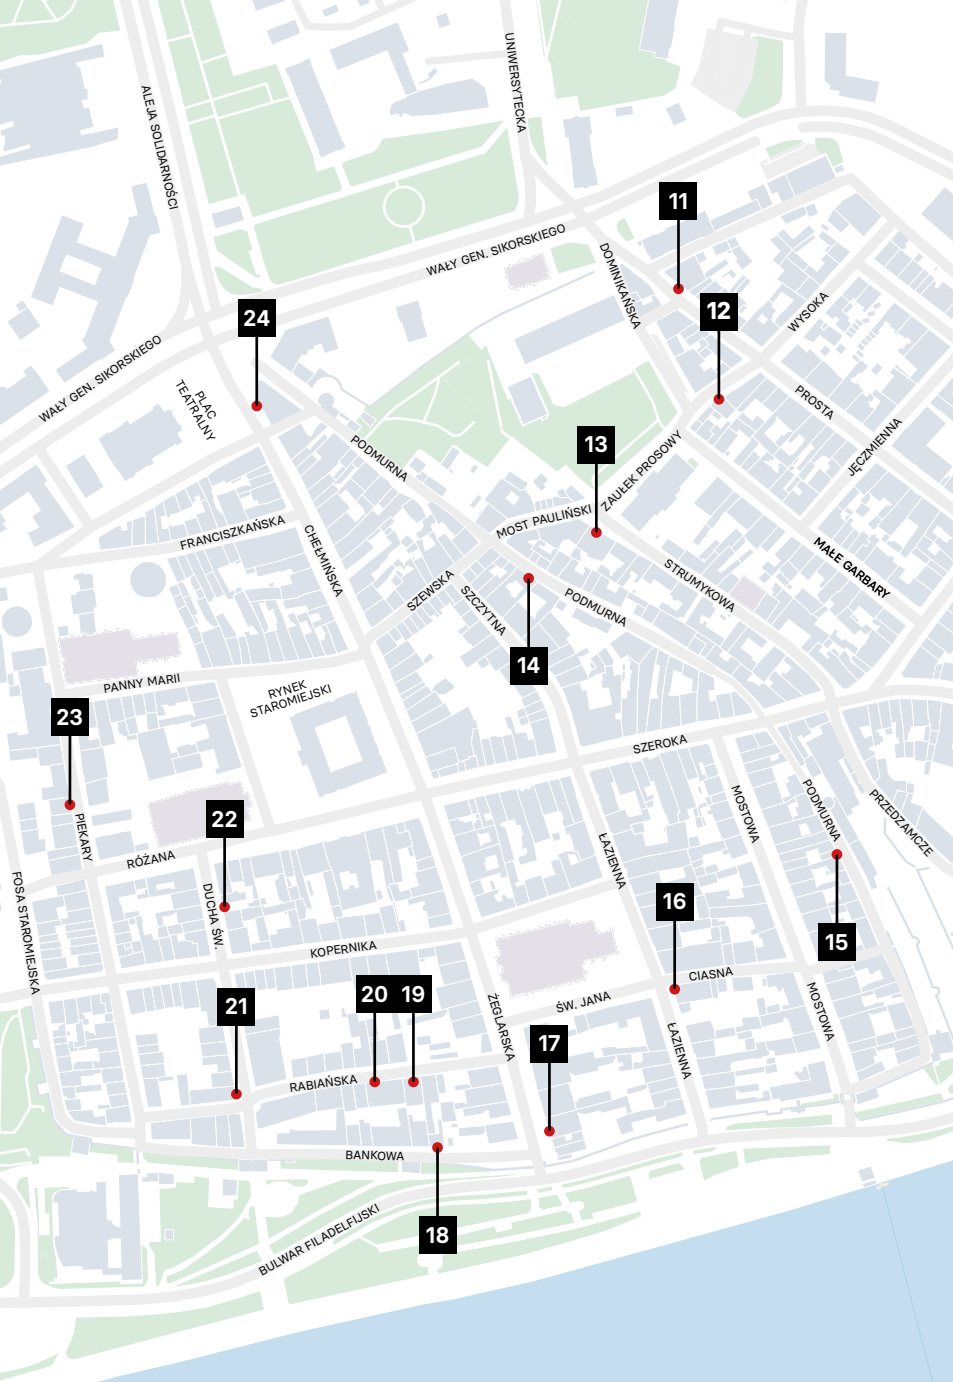 UNIWERSYTECKA
ALEJA SOLIDARNOŚCI
11
WAŁY GEN. SIKORSKIEGO
DOMINIKAŃSKA
12
WYSOKA
24
WAŁY GEN. SIKORSKIEGO
PLAC
TEATRALNY
PROSTA
PODMURNA
13
ZAUŁEK PROSOWY
JĘCZMIENNA
MOST PAULIŃSKI
FRANCISZKAŃSKA
CHEŁMIŃSKA
MAŁE GARBARY
STRUMYKOWA
SZEWSKA
SZCZYTNA
PODMURNA
14
PANNY MARII
RYNEK
STAROMIEJSKI
23
SZEROKA
22
MOSTOWA
PODMURNA
PRZEDZAMCZE
PIEKARY
RÓŻANA
ŁAZIENNA
FOSA STAROMIEJSKA
DUCHA ŚW.
16
15
KOPERNIKA
CIASNA
21
20
19
ŚW. JANA
ŻEGLARSKA
MOSTOWA
17
ŁAZIENNA
RABIAŃSKA
BANKOWA
18
BULWAR FILADELFIJSKI